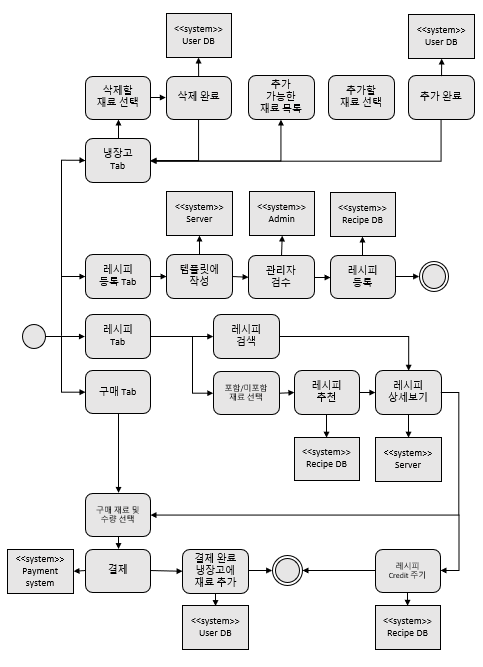 <<system>>
User DB
<<system>>
User DB
삭제할
재료 선택
삭제 완료
추가
가능한
재료 목록
추가할
재료 선택
추가 완료
냉장고
Tab
<<system>>
Server
<<system>>
Admin
<<system>>
Recipe DB
레시피
등록 Tab
템플릿에
작성
관리자
검수
레시피
등록
레시피
Tab
레시피
검색
구매 Tab
포함/미포함
재료 선택
레시피
추천
레시피
상세보기
<<system>>
Recipe DB
<<system>>
Server
구매 재료 및
수량 선택
<<system>>
Payment
system
결제
결제 완료
냉장고에
재료 추가
레시피
Credit 주기
<<system>>
User DB
<<system>>
Recipe DB